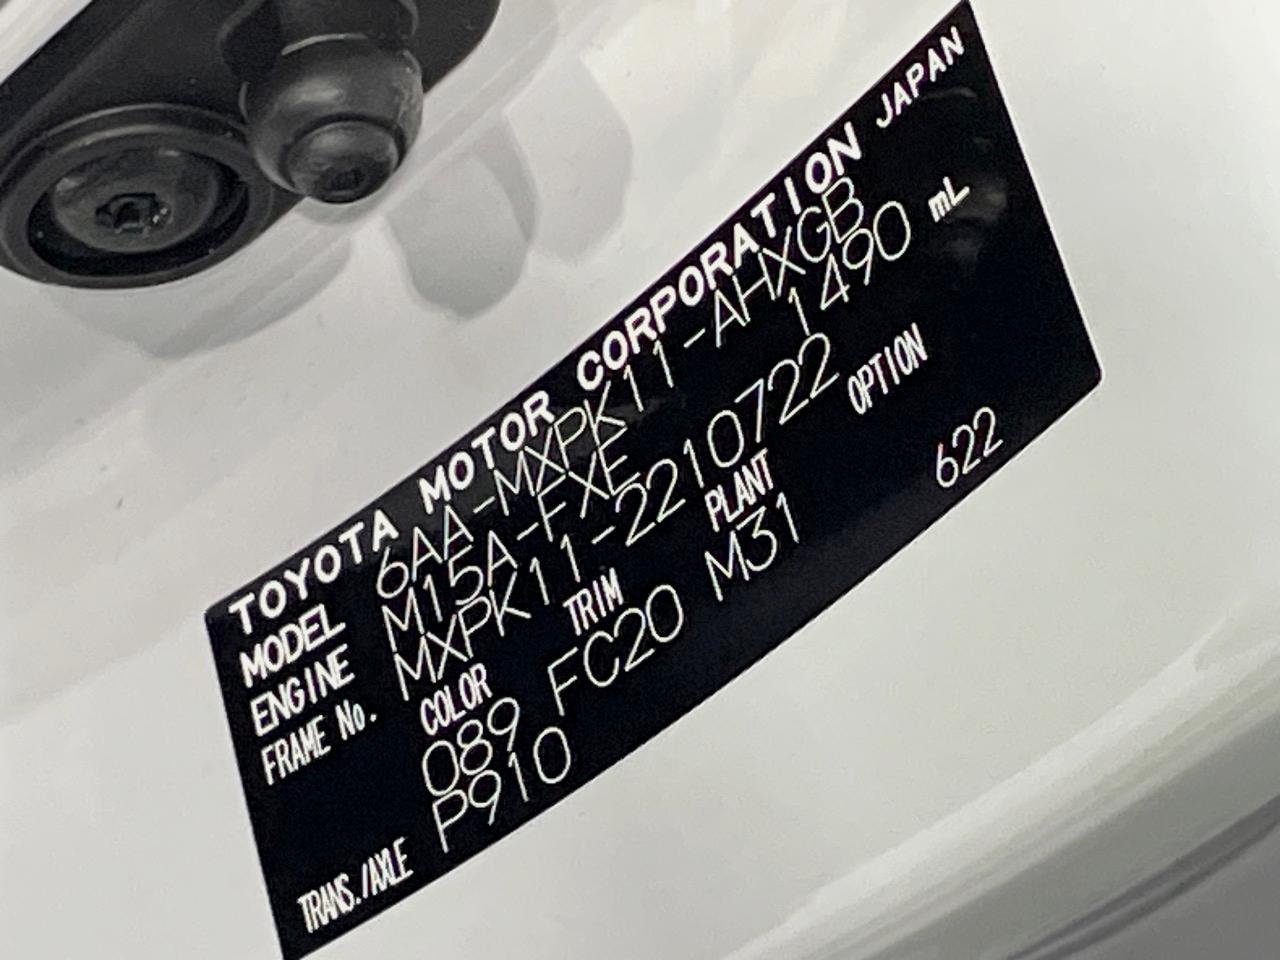 TOYOTA MOTOR CORPORATION JAPAN
MODEL 6AA-MXPK11-AHXGB
ENGINE M15A-FXE 1490 mL
FRAME No. MXPK11-2210722
COLOR TRIM PLANT OPTION
089 FC20 M31 622
TRANS./AXLE P910